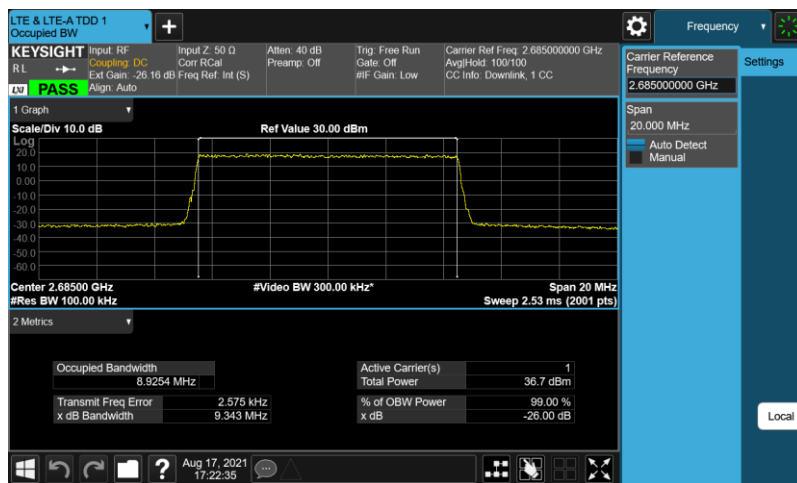 LTE & LTE-A TDD 1
Occupied BW
Frequency
KEYSIGHT
R L
LXI
PASS
Input: RF
Coupling: DC
Ext Gain: -26.16 dB
Align: Auto
Input Z: 50 Ω
Corr RCal
Freq Ref: Int (S)
Atten: 40 dB
Preamp: Off
Trig: Free Run
Gate: Off
#IF Gain: Low
Carrier Ref Freq: 2.685000000 GHz
Avg|Hold: 100/100
CC Info: Downlink, 1 CC
Carrier Reference
Frequency
2.685000000 GHz
Settings
Span
20.000 MHz
Auto Detect
Manual
Local
1 Graph
Scale/Div 10.0 dB
Ref Value 30.00 dBm
Log
20.0
10.0
0.00
-10.0
-20.0
-30.0
-40.0
-50.0
-60.0
Center 2.68500 GHz
#Video BW 300.00 kHz*
Span 20 MHz
#Res BW 100.00 kHz
Sweep 2.53 ms (2001 pts)
2 Metrics
Occupied Bandwidth
8.9254 MHz
Active Carrier(s) 1
Total Power 36.7 dBm
Transmit Freq Error 2.575 kHz
x dB Bandwidth 9.343 MHz
% of OBW Power 99.00 %
x dB -26.00 dB
?
Aug 17, 2021
17:22:35